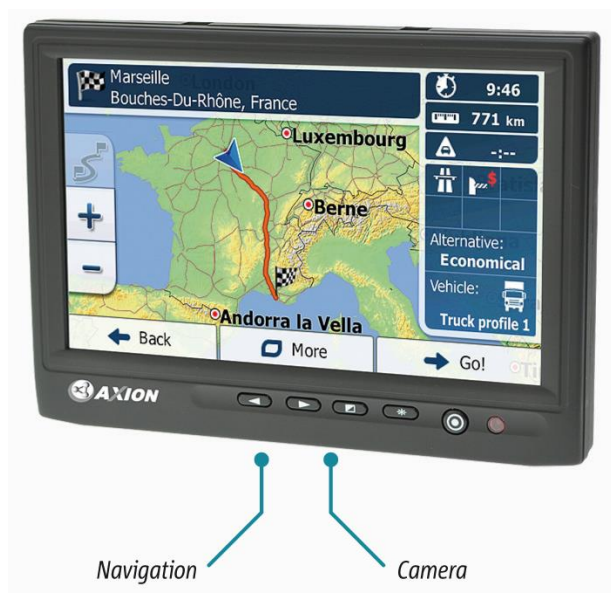 Marseille
Bouches-Du-Rhône, France
9:46
771 km
-:--
London
Luxembourg
Berne
Alternative:
Economical
Vehicle:
Truck profile 1
Andorra la Vella
Back
More
Go!
AXION
Navigation
Camera